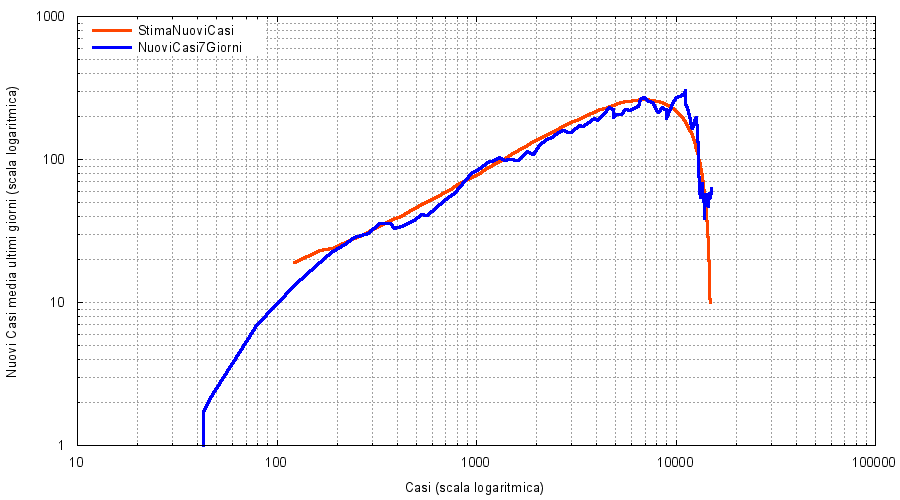 1000
StimaNuoviCasi
NuoviCasi7Giorni
100
10
1
Nuovi Casi media ultimi giorni (scala logaritmica)
10
100
1000
10000
100000
Casi (scala logaritmica)